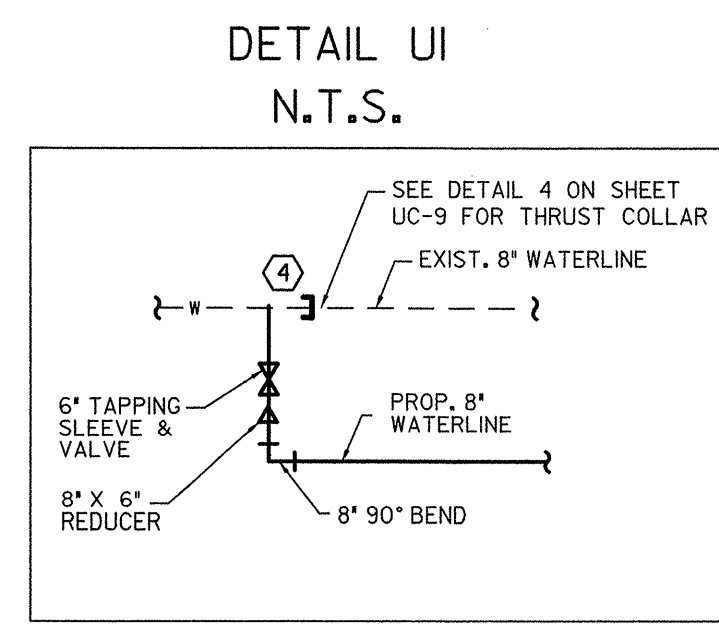 DETAIL U1
N.T.S.
SEE DETAIL 4 ON SHEET
UC-9 FOR THRUST COLLAR
EXIST. 8" WATERLINE
4
W
6" TAPPING
SLEEVE &
VALVE
PROP. 8"
WATERLINE
8" X 6"
REDUCER
8" 90° BEND